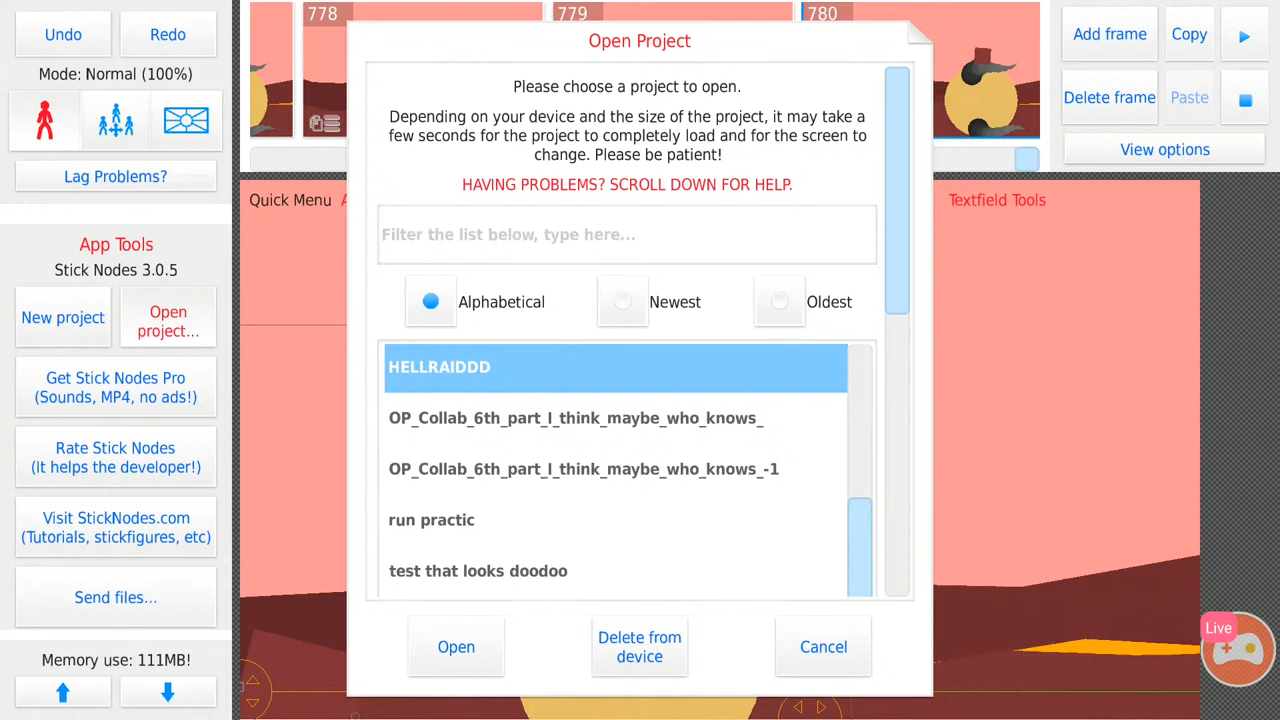 Undo
Redo
Mode: Normal (100%)
Lag Problems?
App Tools
Stick Nodes 3.0.5
New project
Open
project...
Get Stick Nodes Pro
(Sounds, MP4, no ads!)
Rate Stick Nodes
(It helps the developer!)
Visit StickNodes.com
(Tutorials, stickfigures, etc)
Send files...
Memory use: 111MB!
778
779
780
Add frame
Copy
Delete frame
Paste
View options
Quick Menu
Textfield Tools
Open Project
Please choose a project to open.
Depending on your device and the size of the project, it may take a
few seconds for the project to completely load and for the screen to
change. Please be patient!
HAVING PROBLEMS? SCROLL DOWN FOR HELP.
Filter the list below, type here...
Alphabetical
Newest
Oldest
HELLRAIDDD
OP_Collab_6th_part_I_think_maybe_who_knows_
OP_Collab_6th_part_I_think_maybe_who_knows_-1
run practic
test that looks doodoo
Open
Delete from
device
Cancel
Live